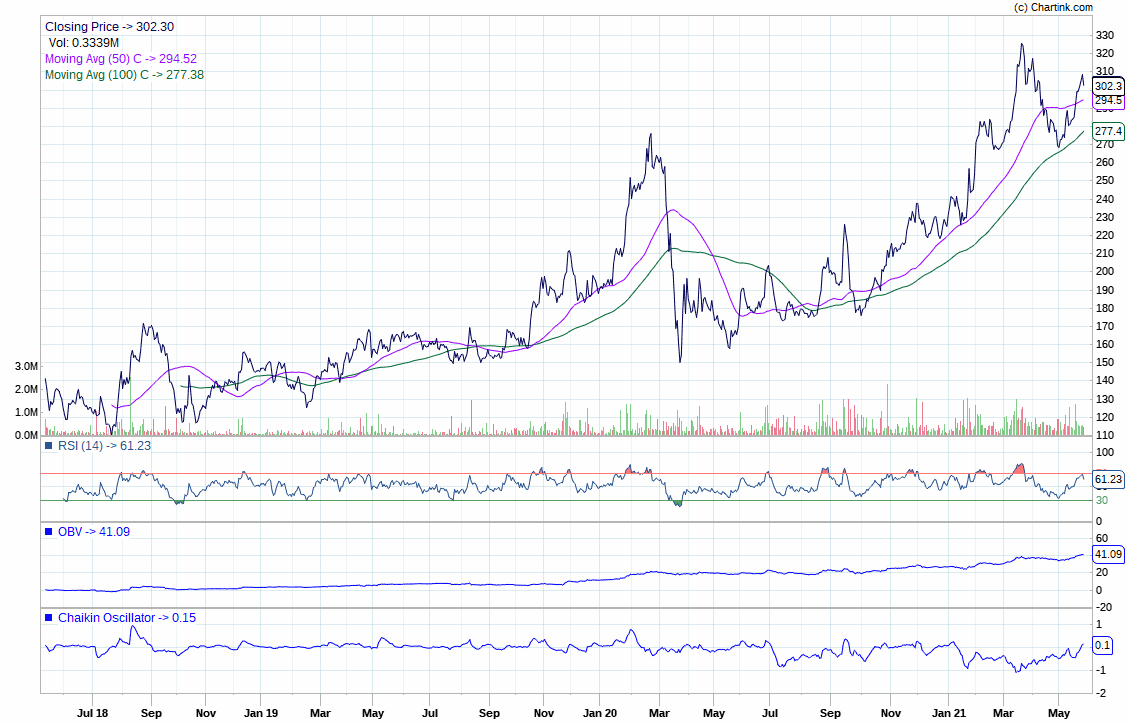 (c) Chartink.com
Closing Price -> 302.30
Vol: 0.3339M
Moving Avg (50) C -> 294.52
Moving Avg (100) C -> 277.38
330
320
310
302.3
294.5
277.4
270
260
250
240
230
220
210
200
190
180
170
160
150
140
130
120
110
3.0M
2.0M
1.0M
0.0M
RSI (14) -> 61.23
100
61.23
30
0
OBV -> 41.09
60
41.09
20
0
-20
Chaikin Oscillator -> 0.15
1
0.1
-1
-2
Jul 18 Sep Nov Jan 19 Mar May Jul Sep Nov Jan 20 Mar May Jul Sep Nov Jan 21 Mar May